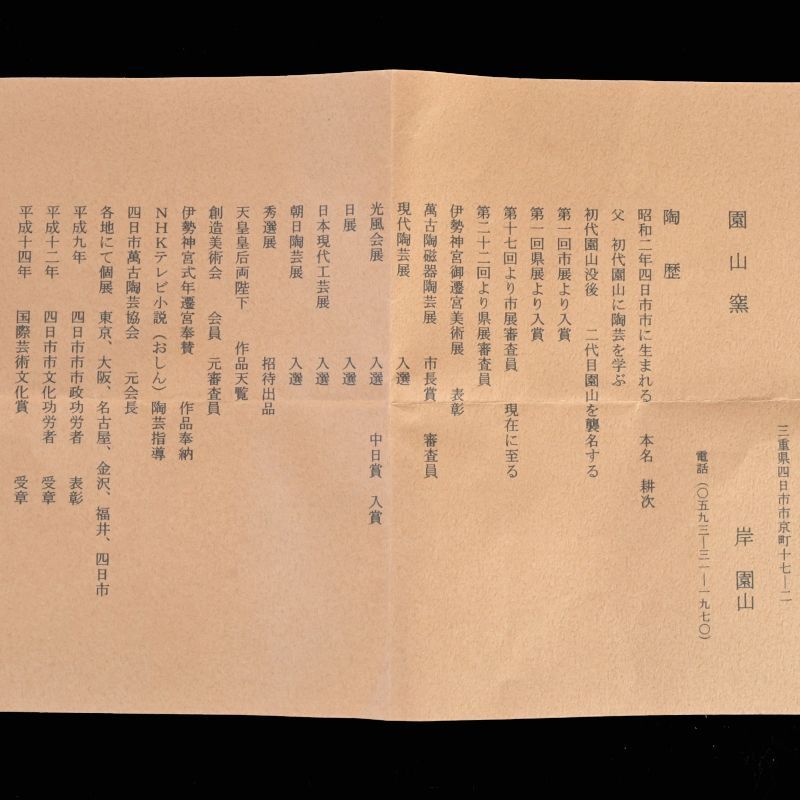 三重県四日市市京町十七―二
園山窯　岸　園山
電話（〇五九三―三一―一九七〇）
陶　歴
昭和二年四日市市に生まれる　本名　耕次
父　初代園山に陶芸を学ぶ
初代園山没後　二代目園山を襲名する
第一回市展より入賞
第一回県展より入賞
第十七回より市展審査員　現在に至る
第二十二回より県展審査員
伊勢神宮御遷宮美術展　表彰
萬古陶磁器陶芸展　市長賞　審査員
現代陶芸展　入選
光風会展　入選　中日賞　入賞
日展　入選
日本現代工芸展　入選
朝日陶芸展　入選
秀選展　招待出品
天皇皇后両陛下　作品天覧
創造美術会　会員　元審査員
伊勢神宮式年遷宮奉賛　作品奉納
NHKテレビ小説（おしん）陶芸指導
四日市萬古陶芸協会　元会長
各地にて個展　東京、大阪、名古屋、金沢、福井、四日市
平成九年　四日市市市政功労者　表彰
平成十二年　四日市市文化功労者　受章
平成十四年　国際芸術文化賞　受章